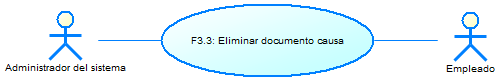 F3.3: Eliminar documento causa
Administrador del sistema
Empleado